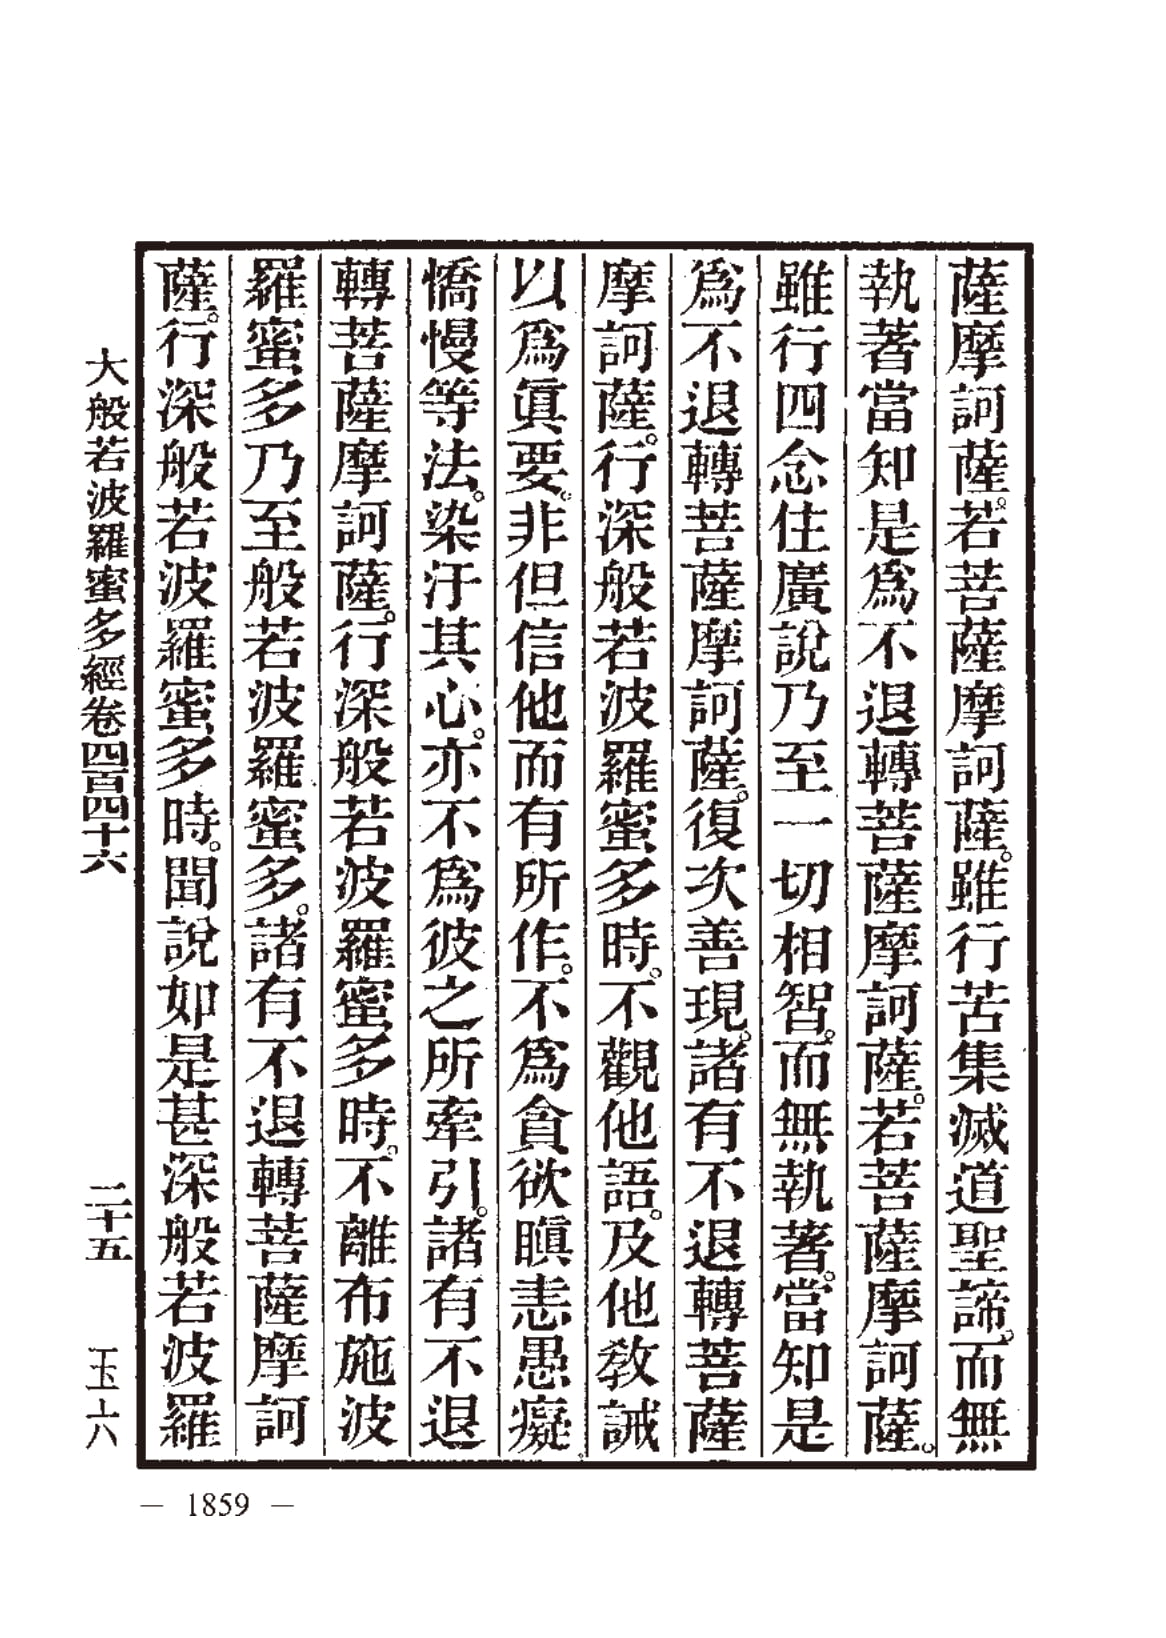 薩摩訶薩。若菩薩摩訶薩。雖行苦集滅道聖諦。而無
執著當知是爲不退轉菩薩摩訶薩。若菩薩摩訶薩。
雖行四念住廣說乃至一切相智。而無執著。當知是
爲不退轉菩薩摩訶薩。復次善現。諸有不退轉菩薩
摩訶薩。行深般若波羅蜜多時。不觀他語。及他敎誡
以爲眞要。非但信他而有所作。不爲貪欲瞋恚愚癡
憍慢等法。染汙其心。亦不爲彼之所牽引。諸有不退
轉菩薩摩訶薩。行深般若波羅蜜多時。不離布施波
羅蜜多乃至般若波羅蜜多。諸有不退轉菩薩摩訶
薩。行深般若波羅蜜多時。聞說如是甚深般若波羅
大般若波羅蜜多經卷四百四十六 二十五 玉六
— 1859 —